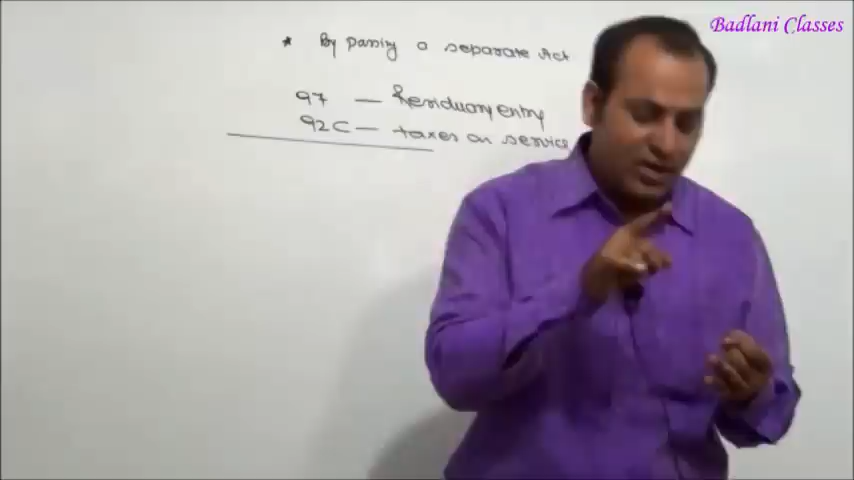 Badlani Classes
* By passing a separate Act
97 — Residuary entry
92C — taxes on service